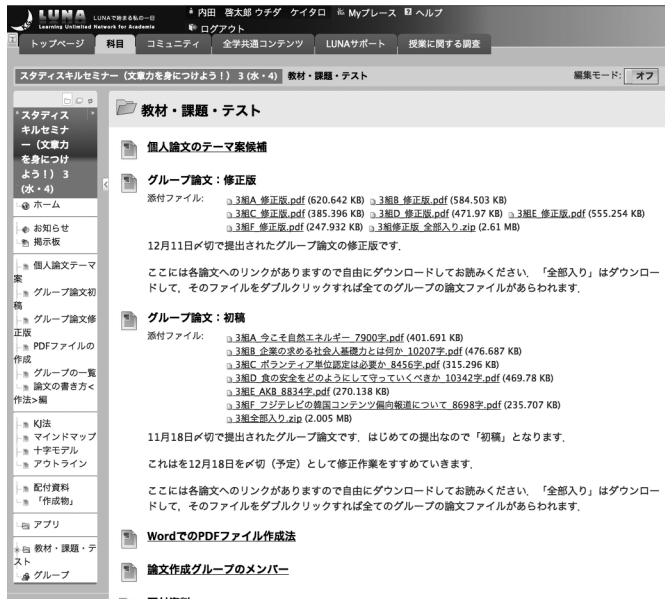 LUNA LUNAで始まる私の一日
Learning Unlimited Network for Academia
内田 啓太郎 ウチダ ケイタロ Myプレース ヘルプ
ログアウト
トップページ 科目 コミュニティ 全学共通コンテンツ LUNAサポート 授業に関する調査
スタディスキルセミナー（文章力を身につけよう！） 3 (水・4) 教材・課題・テスト 編集モード: オフ
スタディス
キルセミナ
ー（文章力
を身につけ
よう！） 3
(水・4)
ホーム
お知らせ
掲示板
個人論文テーマ
案
グループ論文初
稿
グループ論文修
正版
PDFファイルの
作成
グループの一覧
論文の書き方<
作法>編
KJ法
マインドマップ
十字モデル
アウトライン
配付資料
「作成物」
アプリ
教材・課題・テ
スト
グループ
教材・課題・テスト
個人論文のテーマ案候補
グループ論文：修正版
添付ファイル: 3組A_修正版.pdf (620.642 KB) 3組B_修正版.pdf (584.503 KB)
3組C_修正版.pdf (385.396 KB) 3組D_修正版.pdf (471.97 KB) 3組E_修正版.pdf (555.254 KB)
3組F_修正版.pdf (247.932 KB) 3組修正版_全部入り.zip (2.61 MB)
12月11日〆切で提出されたグループ論文の修正版です．
ここには各論文へのリンクがありますので自由にダウンロードしてお読みください．「全部入り」はダウンロー
ドして，そのファイルをダブルクリックすれば全てのグループの論文ファイルがあらわれます．
グループ論文：初稿
添付ファイル: 3組A_今こそ自然エネルギー_7900字.pdf (401.691 KB)
3組B_企業の求める社会人基礎力とは何か_10207字.pdf (476.687 KB)
3組C_ボランティア単位認定は必要か_8456字.pdf (315.296 KB)
3組D_食の安全をどのようにして守っていくべきか_10342字.pdf (469.78 KB)
3組E_AKB_8834字.pdf (270.138 KB)
3組F_フジテレビの韓国コンテンツ偏向報道について_8698字.pdf (235.707 KB)
3組全部入り.zip (2.005 MB)
11月18日〆切で提出されたグループ論文です．はじめての提出なので「初稿」となります．
これはを12月18日を〆切（予定）として修正作業をすすめていきます．
ここには各論文へのリンクがありますので自由にダウンロードしてお読みください．「全部入り」はダウンロー
ドして，そのファイルをダブルクリックすれば全てのグループの論文ファイルがあらわれます．
WordでのPDFファイル作成法
論文作成グループのメンバー